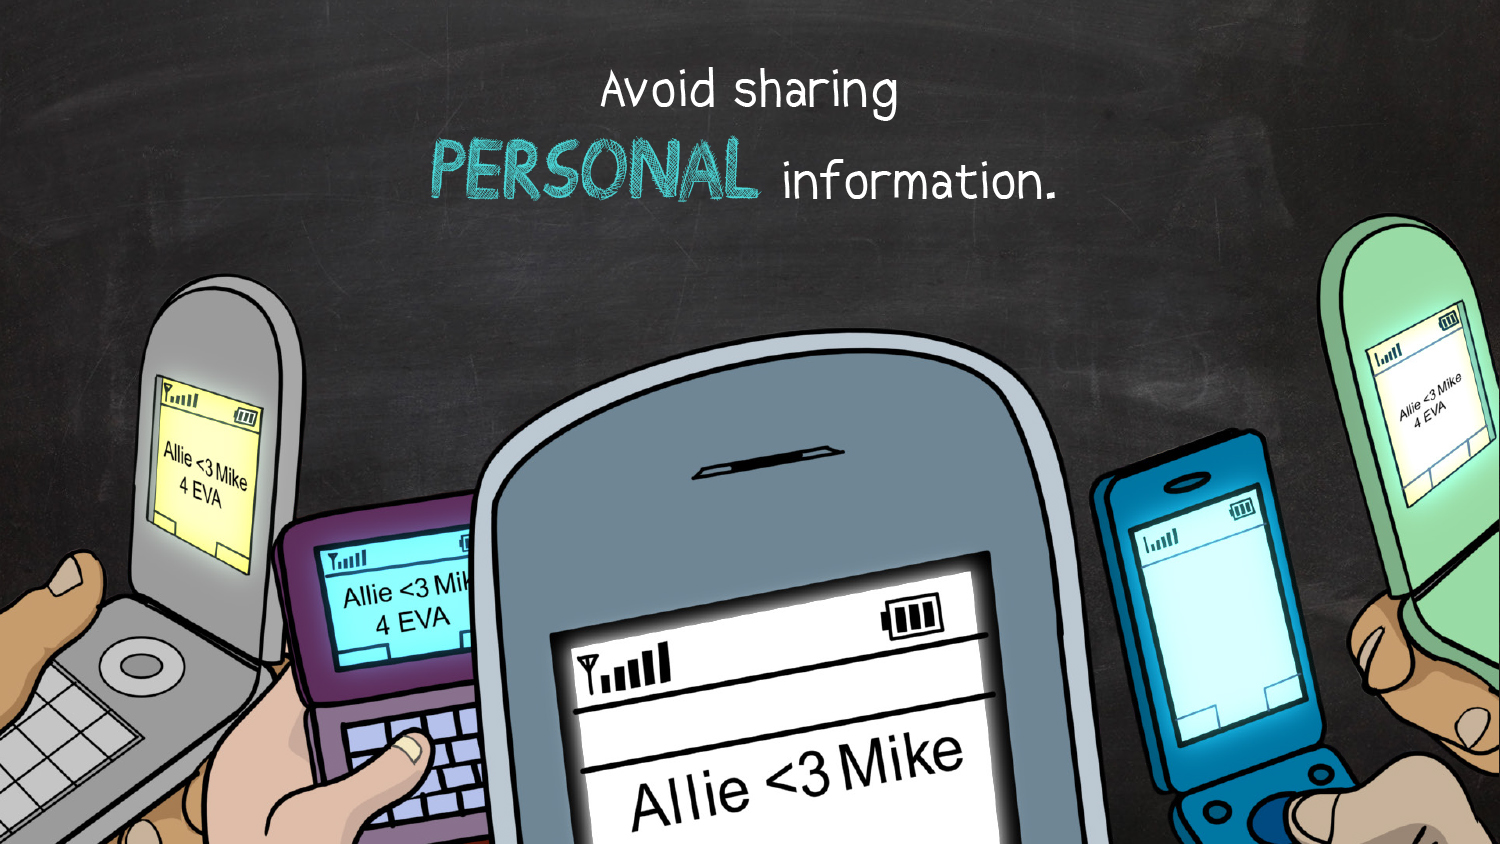 Avoid sharing
PERSONAL information.
Allie <3 Mike
4 EVA
Allie <3 Mik
4 EVA
Allie <3 Mike
Allie <3 Mike
4 EVA